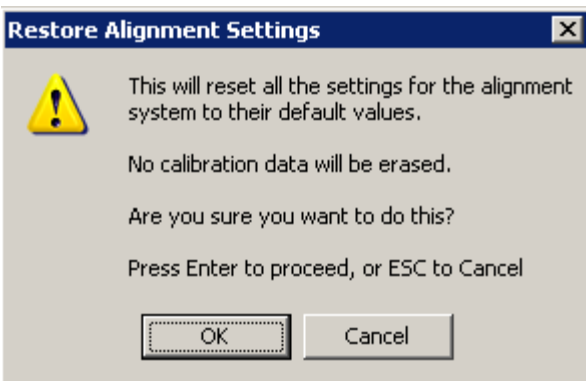 Restore Alignment Settings
This will reset all the settings for the alignment
system to their default values.
No calibration data will be erased.
Are you sure you want to do this?
Press Enter to proceed, or ESC to Cancel
OK
Cancel